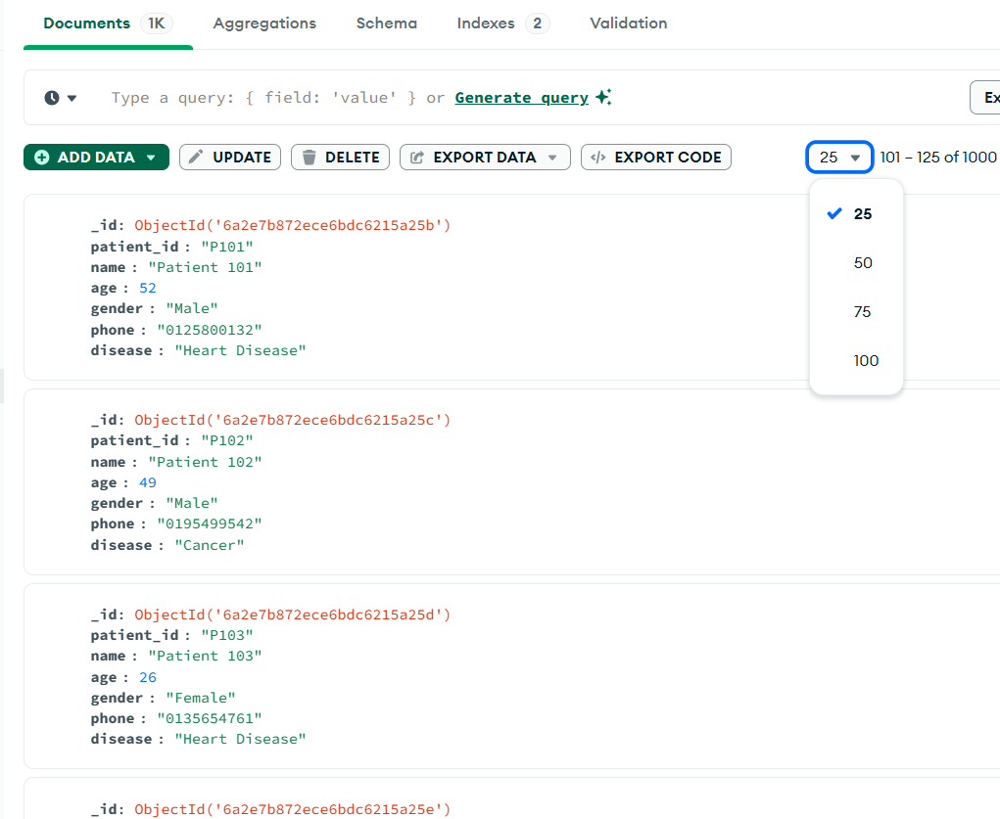 Documents 1K Aggregations Schema Indexes 2 Validation
Type a query: { field: 'value' } or Generate query
Ex
ADD DATA UPDATE DELETE EXPORT DATA EXPORT CODE 25 101 – 125 of 1000
25
50
75
100
_id: ObjectId('6a2e7b872ece6bdc6215a25b')
patient_id : "P101"
name : "Patient 101"
age : 52
gender : "Male"
phone : "0125800132"
disease : "Heart Disease"
_id: ObjectId('6a2e7b872ece6bdc6215a25c')
patient_id : "P102"
name : "Patient 102"
age : 49
gender : "Male"
phone : "0195499542"
disease : "Cancer"
_id: ObjectId('6a2e7b872ece6bdc6215a25d')
patient_id : "P103"
name : "Patient 103"
age : 26
gender : "Female"
phone : "0135654761"
disease : "Heart Disease"
_id: ObjectId('6a2e7b872ece6bdc6215a25e')